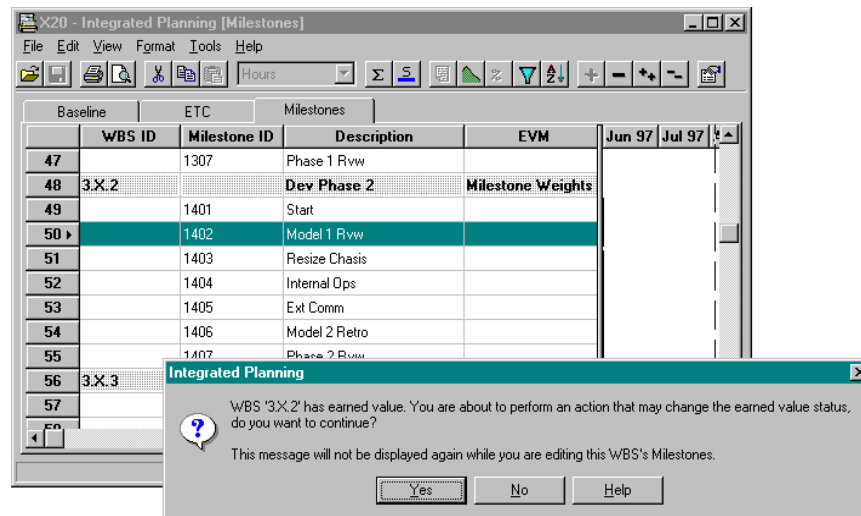 X20 - Integrated Planning [Milestones]
File Edit View Format Tools Help
Hours
Baseline ETC Milestones
WBS ID Milestone ID Description EVM Jun 97 Jul 97
47 1307 Phase 1 Rvw
48 3.X.2 Dev Phase 2 Milestone Weights
49 1401 Start
50 1402 Model 1 Rvw
51 1403 Resize Chasis
52 1404 Internal Ops
53 1405 Ext Comm
54 1406 Model 2 Retro
55 1407 Phase 2 Rvw
56 3.X.3
57
Integrated Planning
WBS '3.X.2' has earned value. You are about to perform an action that may change the earned value status,
do you want to continue?
This message will not be displayed again while you are editing this WBS's Milestones.
Yes No Help